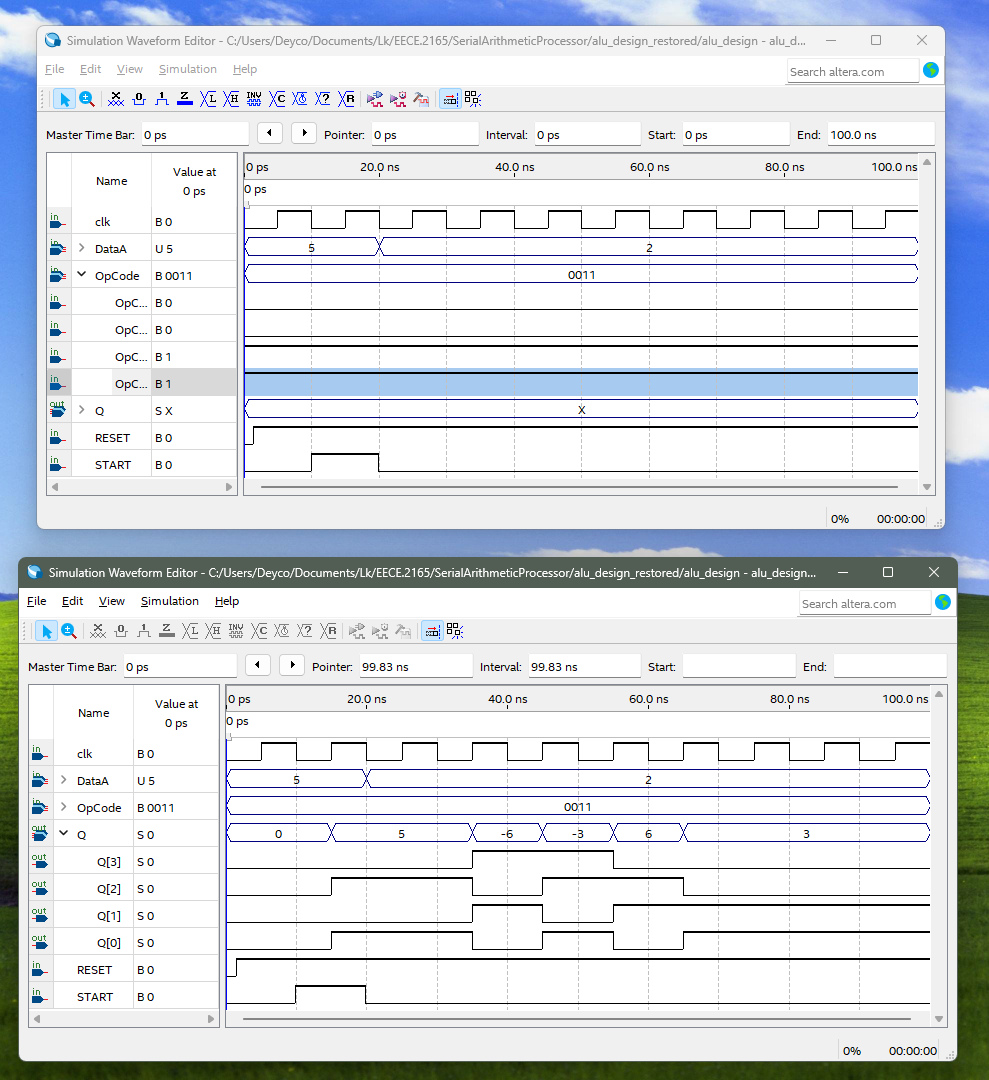 Simulation Waveform Editor - C:/Users/Deyco/Documents/Lk/EECE.2165/SerialArithmeticProcessor/alu_design_restored/alu_design - alu_d...
File Edit View Simulation Help
Search altera.com
Master Time Bar: 0 ps Pointer: 0 ps Interval: 0 ps Start: 0 ps End: 100.0 ns
Name Value at 0 ps
0 ps 20.0 ns 40.0 ns 60.0 ns 80.0 ns 100.0 ns
0 ps
in clk B 0
in DataA U 5 5 2
in OpCode B 0011 0011
in OpC... B 0
in OpC... B 0
in OpC... B 1
in OpC... B 1
out Q S X X
in RESET B 0
in START B 0
0% 00:00:00
Simulation Waveform Editor - C:/Users/Deyco/Documents/Lk/EECE.2165/SerialArithmeticProcessor/alu_design_restored/alu_design - alu_design...
File Edit View Simulation Help
Search altera.com
Master Time Bar: 0 ps Pointer: 99.83 ns Interval: 99.83 ns Start: End:
Name Value at 0 ps
0 ps 20.0 ns 40.0 ns 60.0 ns 80.0 ns 100.0 ns
0 ps
in clk B 0
in DataA U 5 5 2
in OpCode B 0011 0011
out Q S 0 0 5 -6 -3 6 3
out Q[3] S 0
out Q[2] S 0
out Q[1] S 0
out Q[0] S 0
in RESET B 0
in START B 0
0% 00:00:00